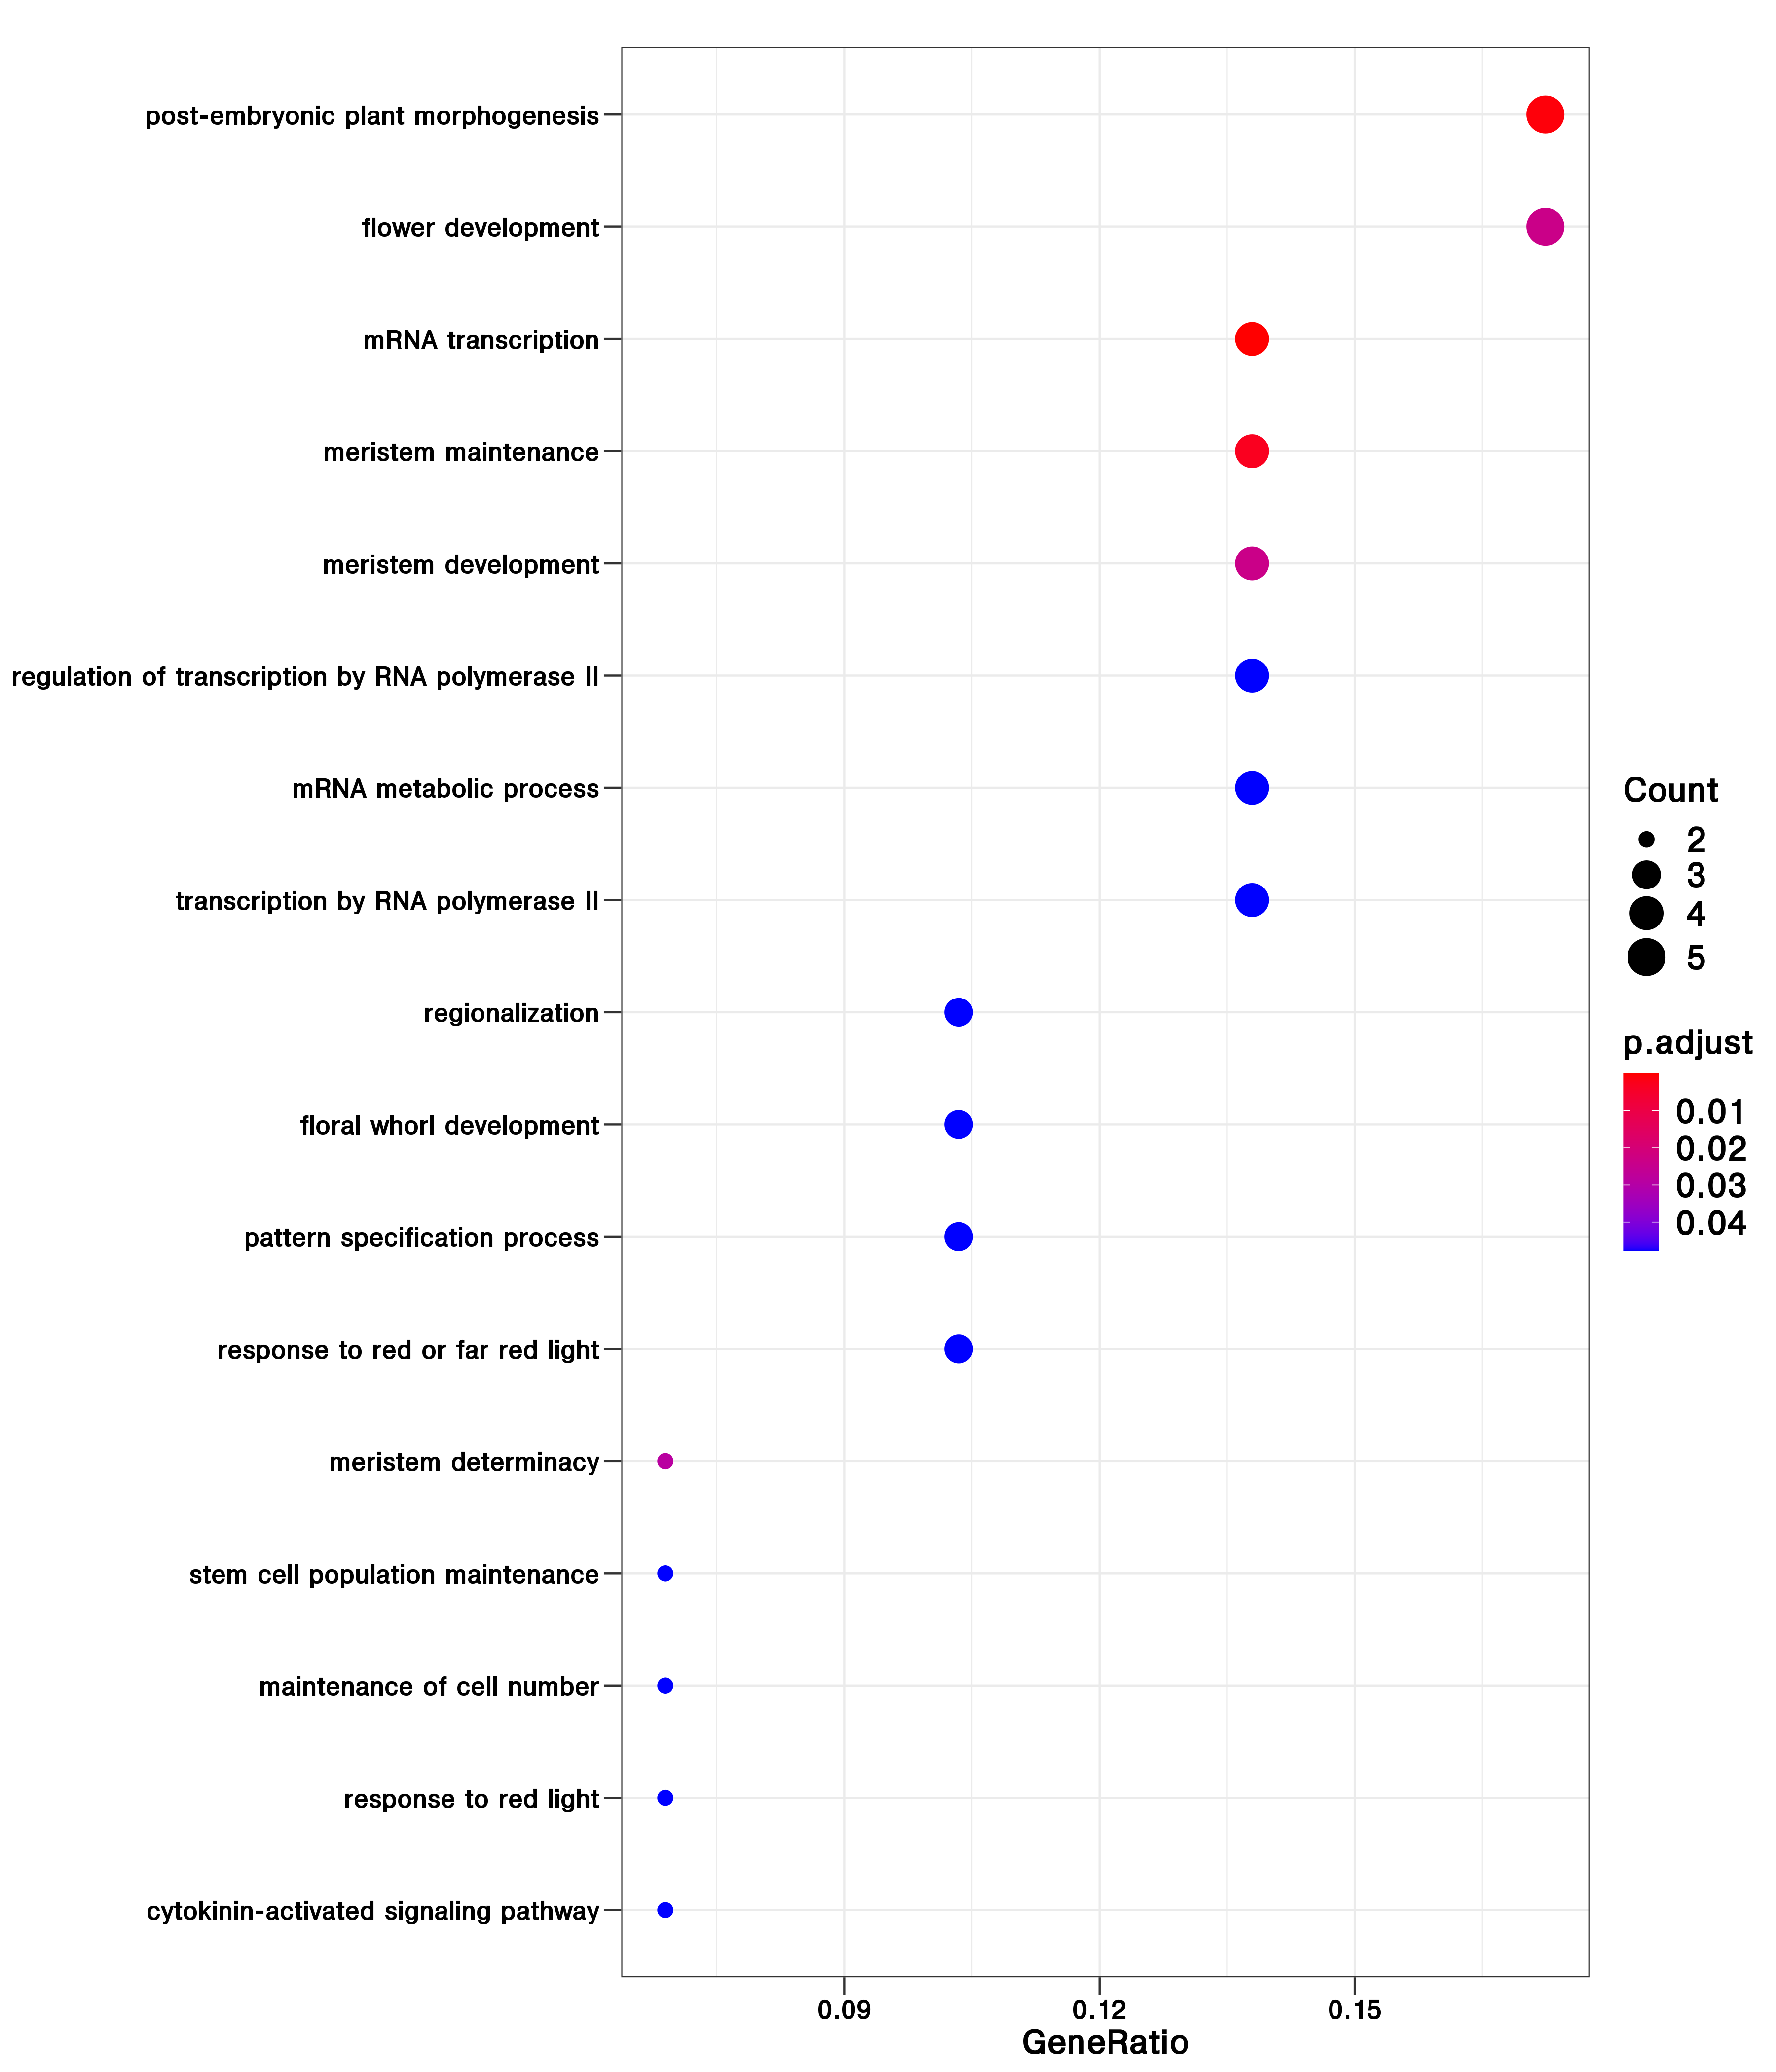 post-embryonic plant morphogenesis
flower development
mRNA transcription
meristem maintenance
meristem development
regulation of transcription by RNA polymerase II
mRNA metabolic process
transcription by RNA polymerase II
regionalization
floral whorl development
pattern specification process
response to red or far red light
meristem determinacy
stem cell population maintenance
maintenance of cell number
response to red light
cytokinin-activated signaling pathway
0.09 0.12 0.15
GeneRatio
Count
2
3
4
5
p.adjust
0.01
0.02
0.03
0.04